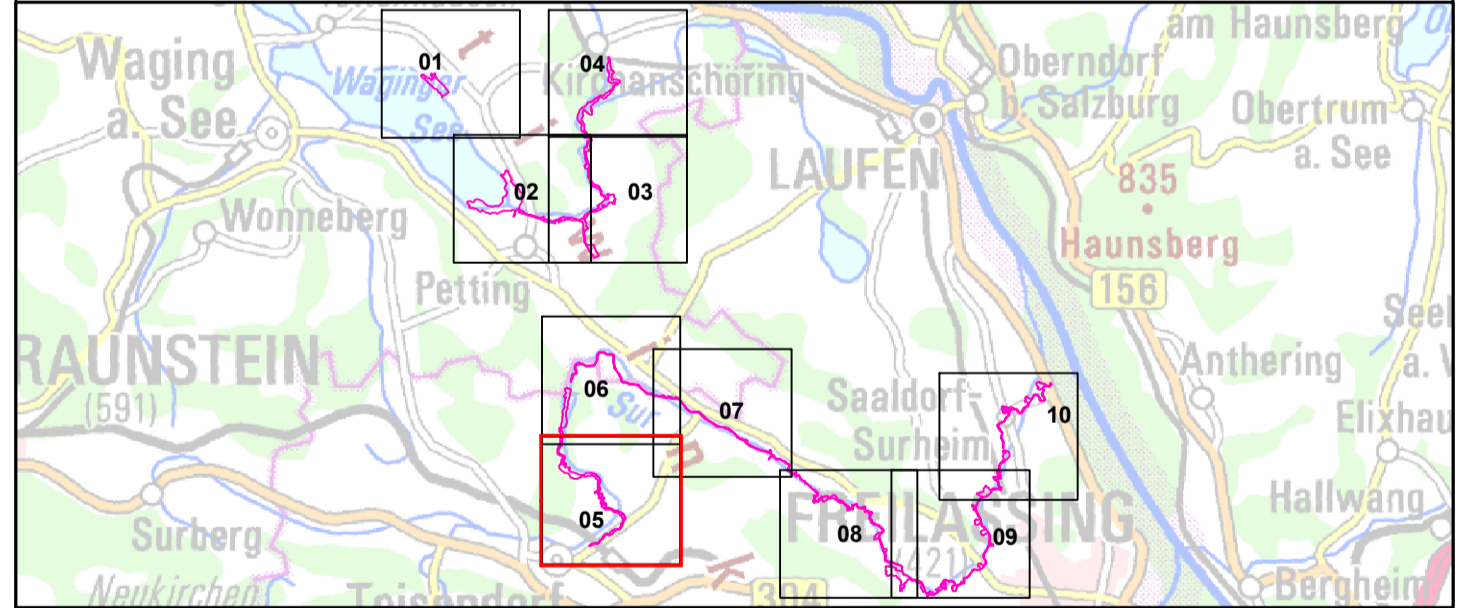 am Haunsberg
Waging
a. See
01
04
Waginger
See
Kirchanschöring
Oberndorf
b. Salzburg
Obertrum
a. See
LAUFEN
835
Haunsberg
02
03
Wonneberg
Petting
156
Anthering
RAUNSTEIN
(591)
06
Sur
07
Saaldorf-
Surheim
10
Elixhau
05
Surberg
FREILASSING
(421)
08
09
Hallwang
Neukirchen
Teisendorf
304
Bergheim